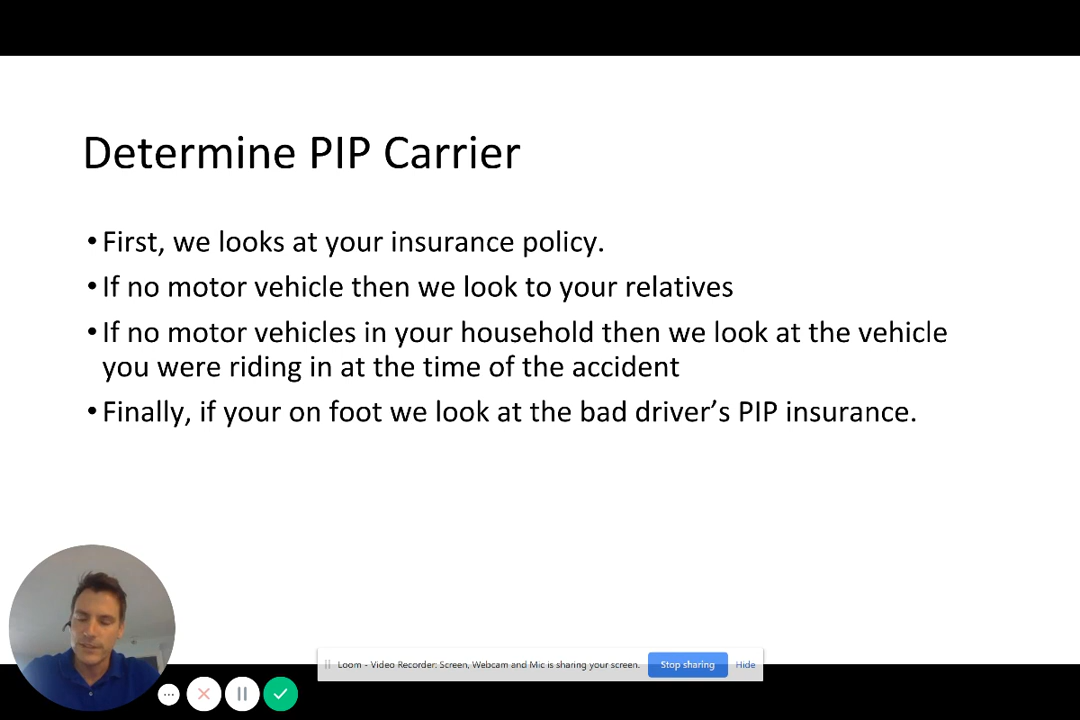 Determine PIP Carrier
•First, we looks at your insurance policy.
•If no motor vehicle then we look to your relatives
•If no motor vehicles in your household then we look at the vehicle
you were riding in at the time of the accident
•Finally, if your on foot we look at the bad driver’s PIP insurance.
Loom - Video Recorder: Screen, Webcam and Mic is sharing your screen. Stop sharing Hide